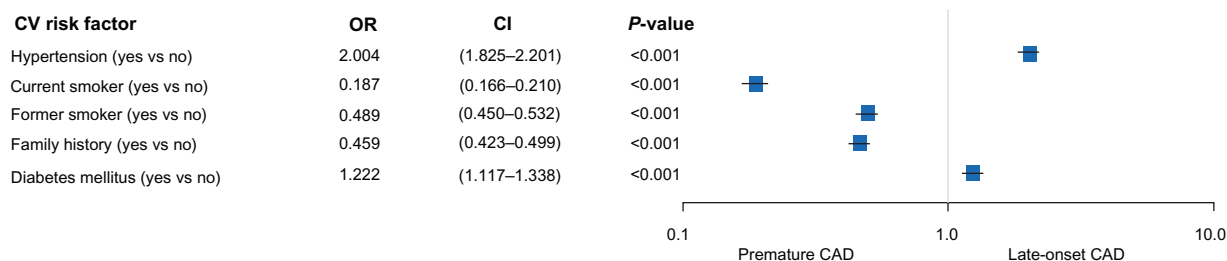 CV risk factor OR CI P-value
Hypertension (yes vs no) 2.004 (1.825–2.201) <0.001
Current smoker (yes vs no) 0.187 (0.166–0.210) <0.001
Former smoker (yes vs no) 0.489 (0.450–0.532) <0.001
Family history (yes vs no) 0.459 (0.423–0.499) <0.001
Diabetes mellitus (yes vs no) 1.222 (1.117–1.338) <0.001
0.1 1.0 10.0
Premature CAD Late-onset CAD